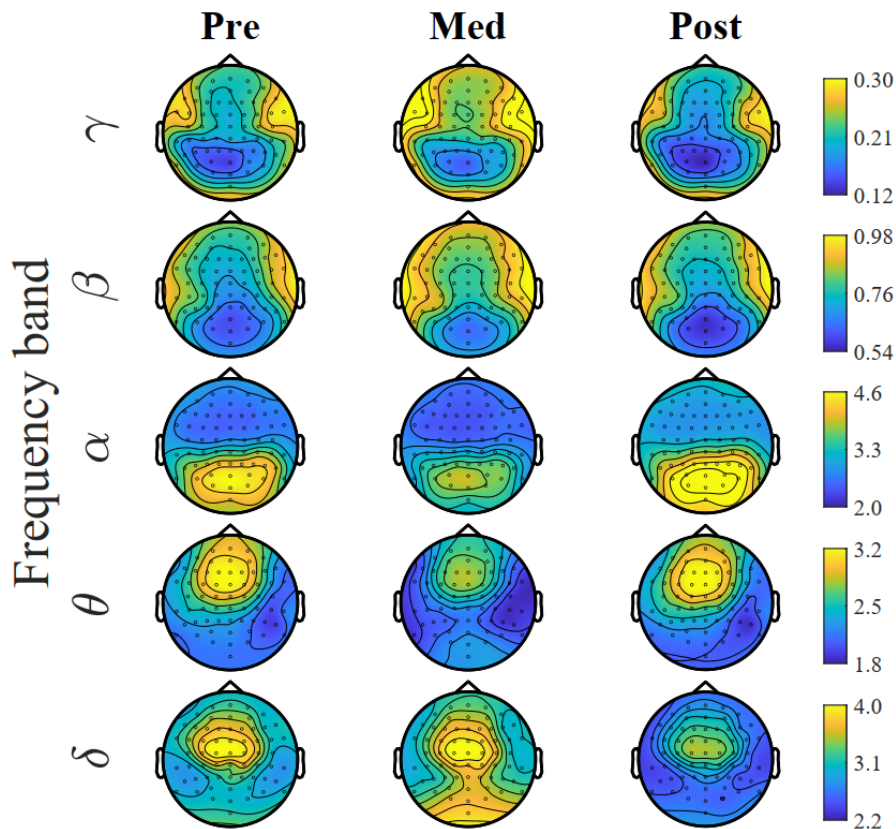 Pre Med Post
Frequency band
γ
0.30
0.21
0.12
β
0.98
0.76
0.54
α
4.6
3.3
2.0
θ
3.2
2.5
1.8
δ
4.0
3.1
2.2